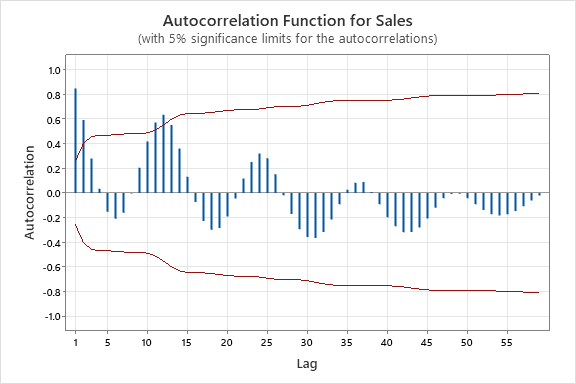 Autocorrelation Function for Sales
(with 5% significance limits for the autocorrelations)
1.0
0.8
0.6
0.4
0.2
0.0
-0.2
-0.4
-0.6
-0.8
-1.0
Autocorrelation
1 5 10 15 20 25 30 35 40 45 50 55
Lag